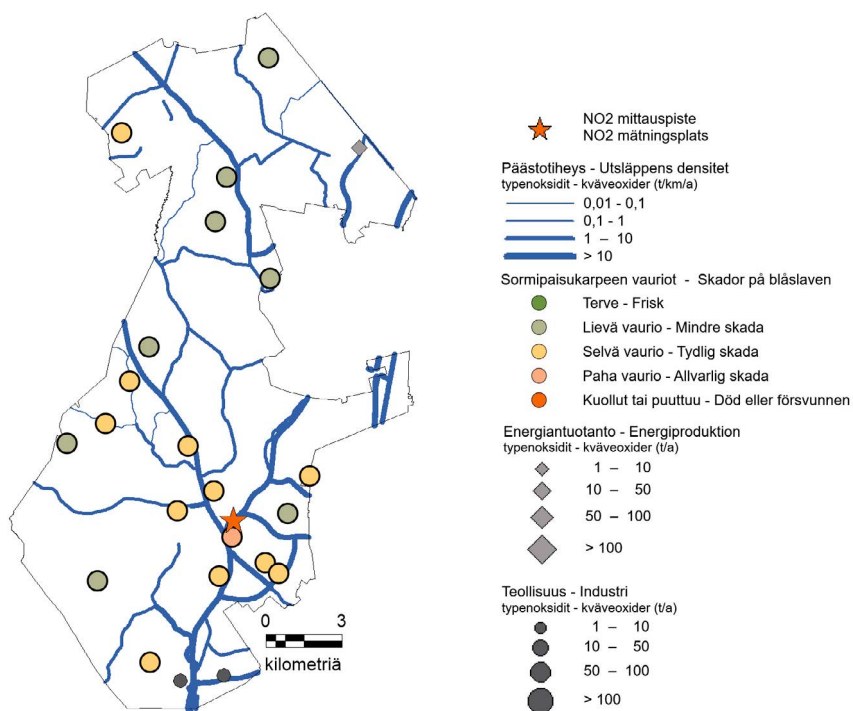 NO2 mittauspiste
NO2 mätningsplats
Päästotiheys - Utsläppens densitet
typenoksidit - kväveoxider (t/km/a)
0,01 - 0,1
0,1 - 1
1 – 10
> 10
Sormipaisukarpeen vauriot - Skador på blåslaven
Terve - Frisk
Lievä vaurio - Mindre skada
Selvä vaurio - Tydlig skada
Paha vaurio - Allvarlig skada
Kuollut tai puuttuu - Död eller försvunnen
Energiantuotanto - Energiproduktion
typpenoksidit - kväveoxider (t/a)
1 – 10
10 – 50
50 – 100
> 100
Teollisuus - Industri
typenoksidit - kväveoxider (t/a)
1 – 10
10 – 50
50 – 100
> 100
0 3
kilometriä